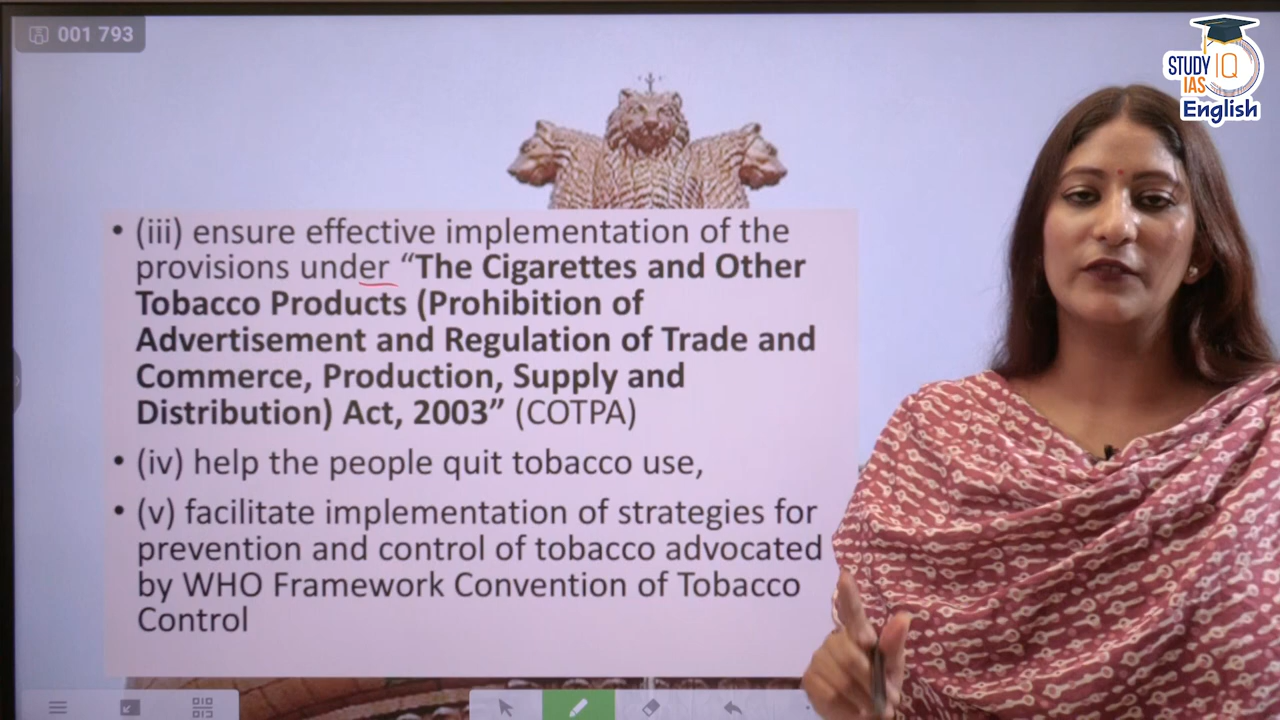 001 793
STUDY IQ
IAS
English
• (iii) ensure effective implementation of the
provisions under “The Cigarettes and Other
Tobacco Products (Prohibition of
Advertisement and Regulation of Trade and
Commerce, Production, Supply and
Distribution) Act, 2003” (COTPA)
• (iv) help the people quit tobacco use,
• (v) facilitate implementation of strategies for
prevention and control of tobacco advocated
by WHO Framework Convention of Tobacco
Control